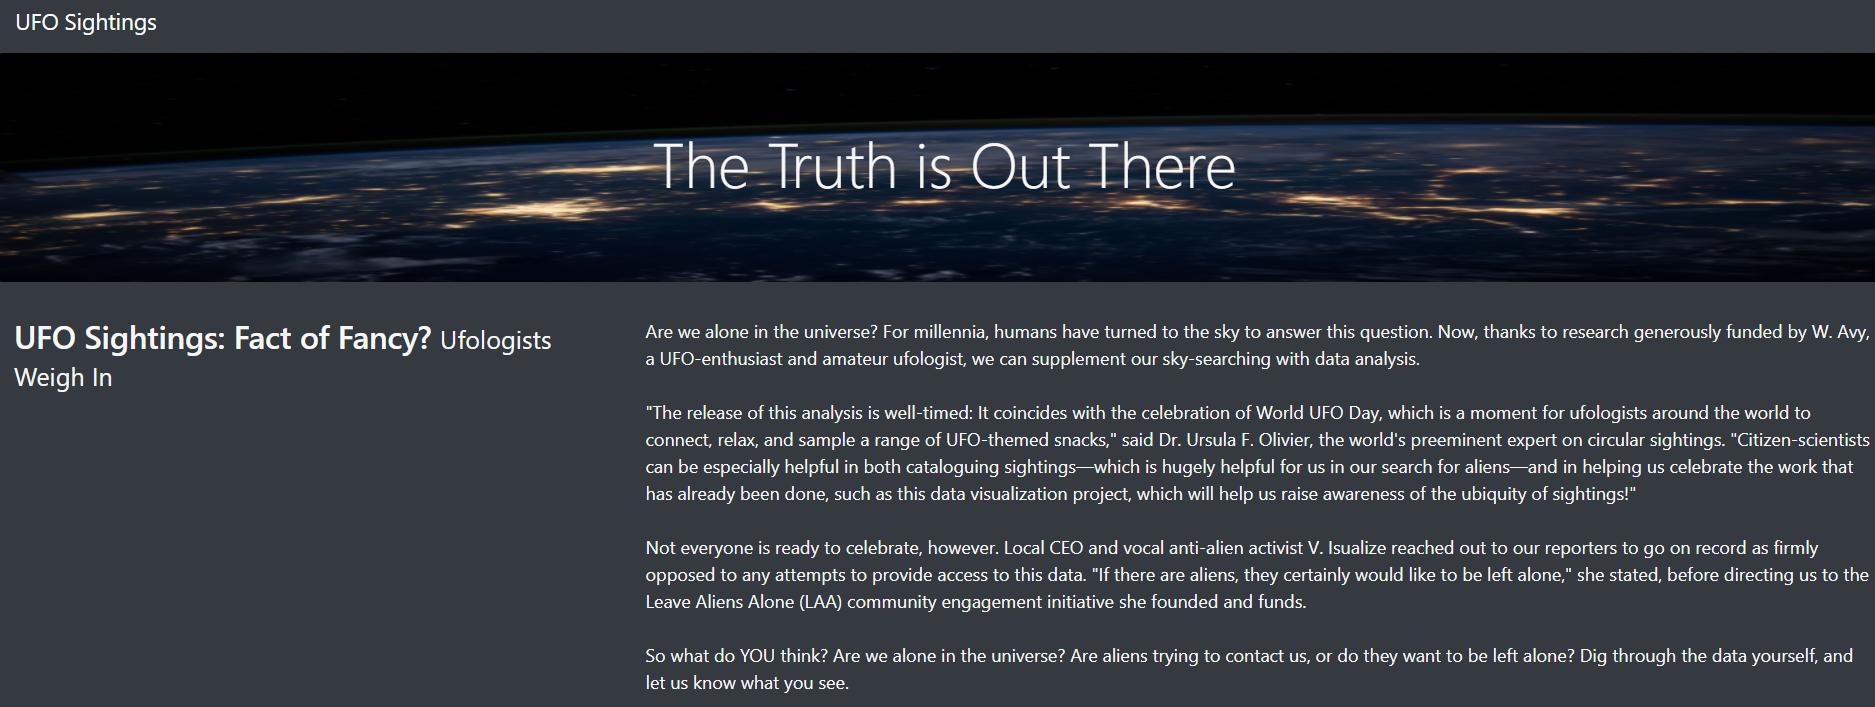 UFO Sightings
The Truth is Out There
UFO Sightings: Fact of Fancy? Ufologists
Weigh In
Are we alone in the universe? For millennia, humans have turned to the sky to answer this question. Now, thanks to research generously funded by W. Avy,
a UFO-enthusiast and amateur ufologist, we can supplement our sky-searching with data analysis.
"The release of this analysis is well-timed: It coincides with the celebration of World UFO Day, which is a moment for ufologists around the world to
connect, relax, and sample a range of UFO-themed snacks," said Dr. Ursula F. Olivier, the world's preeminent expert on circular sightings. "Citizen-scientists
can be especially helpful in both cataloguing sightings—which is hugely helpful for us in our search for aliens—and in helping us celebrate the work that
has already been done, such as this data visualization project, which will help us raise awareness of the ubiquity of sightings!"
Not everyone is ready to celebrate, however. Local CEO and vocal anti-alien activist V. Isualize reached out to our reporters to go on record as firmly
opposed to any attempts to provide access to this data. "If there are aliens, they certainly would like to be left alone," she stated, before directing us to the
Leave Aliens Alone (LAA) community engagement initiative she founded and funds.
So what do YOU think? Are we alone in the universe? Are aliens trying to contact us, or do they want to be left alone? Dig through the data yourself, and
let us know what you see.